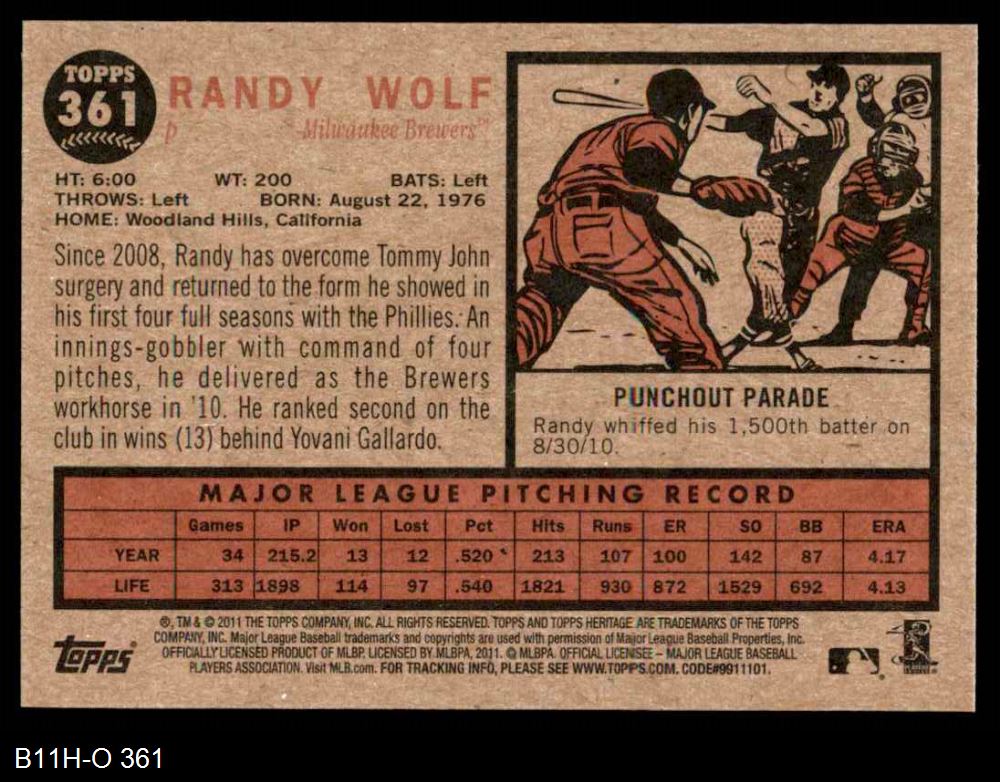 TOPPS
361
RANDY WOLF
p Milwaukee Brewers™
HT: 6:00 WT: 200 BATS: Left
THROWS: Left BORN: August 22, 1976
HOME: Woodland Hills, California
Since 2008, Randy has overcome Tommy John
surgery and returned to the form he showed in
his first four full seasons with the Phillies. An
innings-gobbler with command of four
pitches, he delivered as the Brewers
workhorse in '10. He ranked second on the
club in wins (13) behind Yovani Gallardo.
PUNCHOUT PARADE
Randy whiffed his 1,500th batter on
8/30/10.
MAJOR LEAGUE PITCHING RECORD
Games IP Won Lost Pct Hits Runs ER SO BB ERA
YEAR 34 215.2 13 12 .520 213 107 100 142 87 4.17
LIFE 313 1898 114 97 .540 1821 930 872 1529 692 4.13
®, TM & © 2011 THE TOPPS COMPANY, INC. ALL RIGHTS RESERVED. TOPPS AND TOPPS HERITAGE ARE TRADEMARKS OF THE TOPPS
COMPANY, INC. Major League Baseball trademarks and copyrights are used with permission of Major League Baseball Properties, Inc.
OFFICIALLY LICENSED PRODUCT OF MLBP. LICENSED BY MLBPA, 2011. © MLBPA. OFFICIAL LICENSEE – MAJOR LEAGUE BASEBALL
PLAYERS ASSOCIATION. Visit MLB.com. FOR TRACKING INFO, PLEASE SEE WWW.TOPPS.COM. CODE#9911101.
topps
B11H-O 361